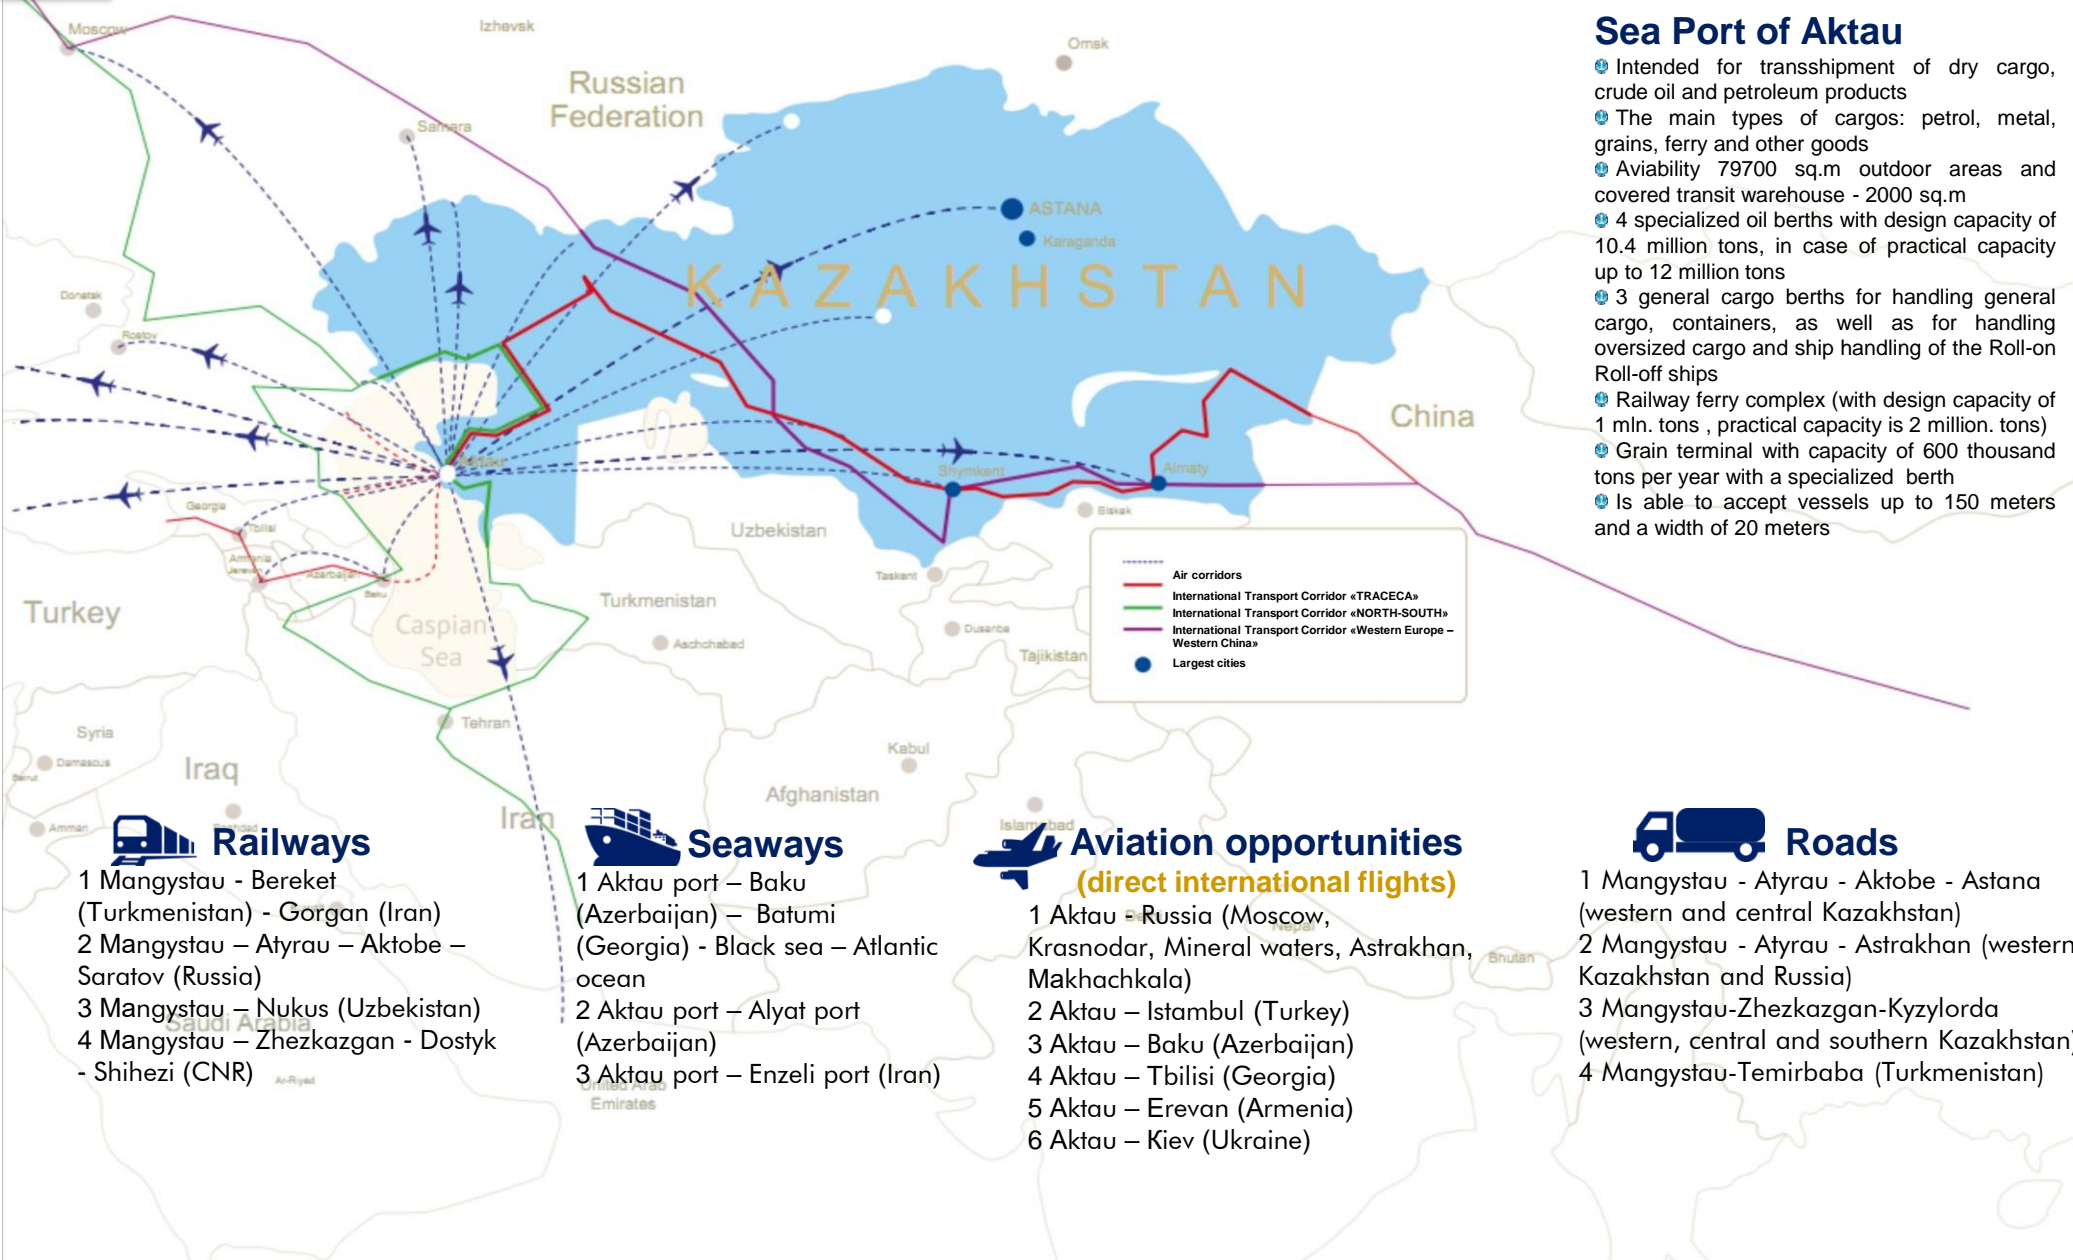 Moscow
Izhevsk
Omsk
Russian
Federation
Samara
ASTANA
Karaganda
KAZAKHSTAN
Donetsk
Rostov
China
Aktau
Shymkent
Almaty
Georgia
Tbilisi
Armenia
Jerevan
Azerbaijan
Baku
Uzbekistan
Biskek
Taskent
Turkey
Turkmenistan
Caspian
Sea
Aschchabad
Dusanbe
Tajikistan
Tehran
Syria
Damascus
Beirut
Iraq
Kabul
Afghanistan
Amman
Baghdad
Iran
Islamabad
Nepal
Bhutan
Saudi Arabia
Ar-Riyad
United Arab
Emirates
Air corridors
International Transport Corridor «TRACECA»
International Transport Corridor «NORTH-SOUTH»
International Transport Corridor «Western Europe –
Western China»
Largest cities
Sea Port of Aktau
Intended for transshipment of dry cargo,
crude oil and petroleum products
The main types of cargos: petrol, metal,
grains, ferry and other goods
Aviability 79700 sq.m outdoor areas and
covered transit warehouse - 2000 sq.m
4 specialized oil berths with design capacity of
10.4 million tons, in case of practical capacity
up to 12 million tons
3 general cargo berths for handling general
cargo, containers, as well as for handling
oversized cargo and ship handling of the Roll-on
Roll-off ships
Railway ferry complex (with design capacity of
1 mln. tons , practical capacity is 2 million. tons)
Grain terminal with capacity of 600 thousand
tons per year with a specialized berth
Is able to accept vessels up to 150 meters
and a width of 20 meters
Railways
1 Mangystau - Bereket
(Turkmenistan) - Gorgan (Iran)
2 Mangystau – Atyrau – Aktobe –
Saratov (Russia)
3 Mangystau – Nukus (Uzbekistan)
4 Mangystau – Zhezkazgan - Dostyk
- Shihezi (CNR)
Seaways
1 Aktau port – Baku
(Azerbaijan) – Batumi
(Georgia) - Black sea – Atlantic
ocean
2 Aktau port – Alyat port
(Azerbaijan)
3 Aktau port – Enzeli port (Iran)
Aviation opportunities
(direct international flights)
1 Aktau - Russia (Moscow,
Krasnodar, Mineral waters, Astrakhan,
Makhachkala)
2 Aktau – Istambul (Turkey)
3 Aktau – Baku (Azerbaijan)
4 Aktau – Tbilisi (Georgia)
5 Aktau – Erevan (Armenia)
6 Aktau – Kiev (Ukraine)
Roads
1 Mangystau - Atyrau - Aktobe - Astana
(western and central Kazakhstan)
2 Mangystau - Atyrau - Astrakhan (western
Kazakhstan and Russia)
3 Mangystau-Zhezkazgan-Kyzylorda
(western, central and southern Kazakhstan)
4 Mangystau-Temirbaba (Turkmenistan)